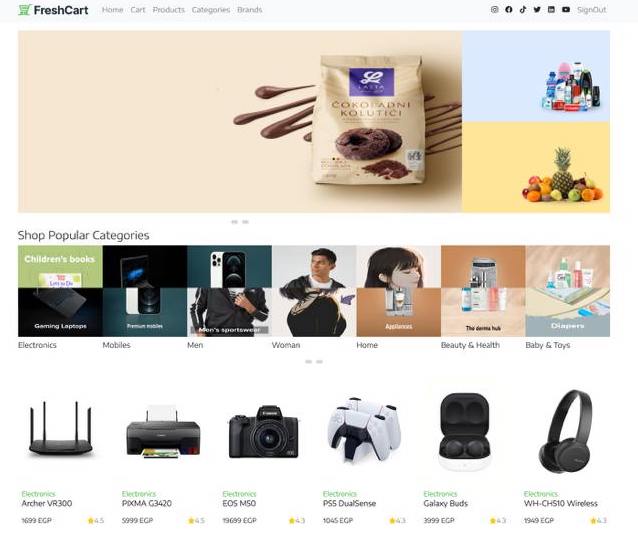 FreshCart Home Cart Products Categories Brands SignOut
LASTA
ČOKOLADNI
KOLUTIĆI
Shop Popular Categories
Children's books
Gaming Laptops
Premium mobiles
Men's sportswear
Appliances
The derma hub
Diapers
Electronics Mobiles Men Woman Home Beauty & Health Baby & Toys
Canon
Electronics Electronics Electronics Electronics Electronics Electronics
Archer VR300 PIXMA G3420 EOS M50 PS5 DualSense Galaxy Buds WH-CH510 Wireless
1699 EGP 4.5 5999 EGP 4.5 19699 EGP 4.3 1045 EGP 4.3 3999 EGP 4.3 1949 EGP 4.3